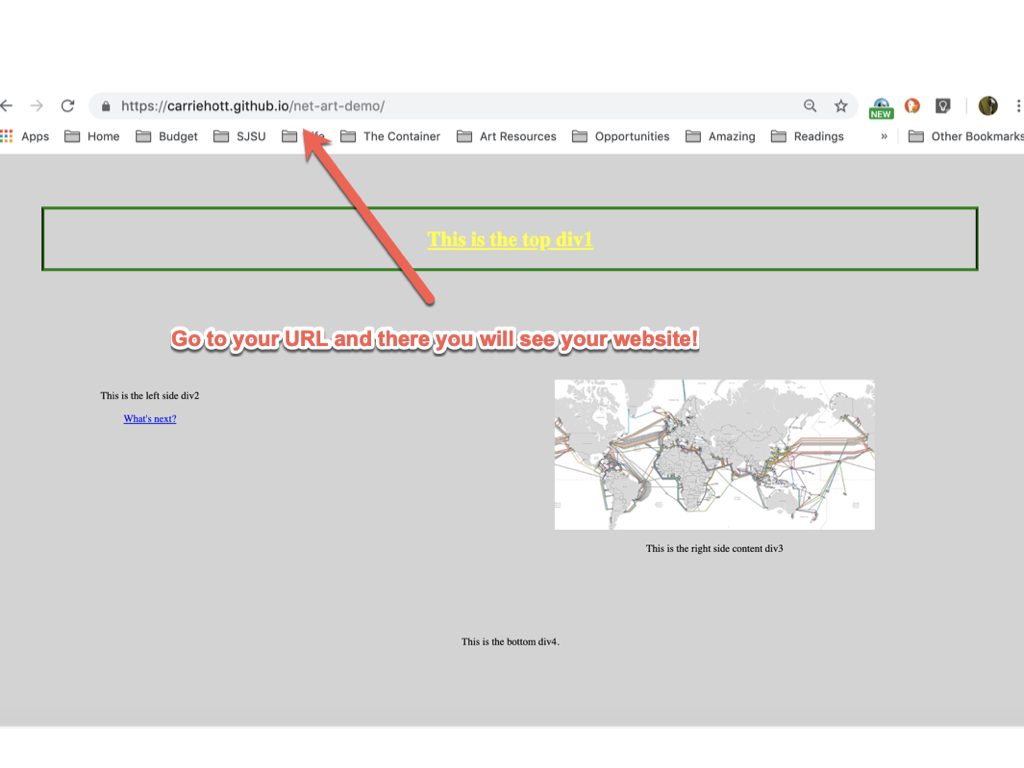 https://carriehott.github.io/net-art-demo/
NEW
Apps Home Budget SJSU The Container Art Resources Opportunities Amazing Readings » Other Bookmarks
This is the top div1
Go to your URL and there you will see your website!
This is the left side div2
What's next?
This is the right side content div3
This is the bottom div4.